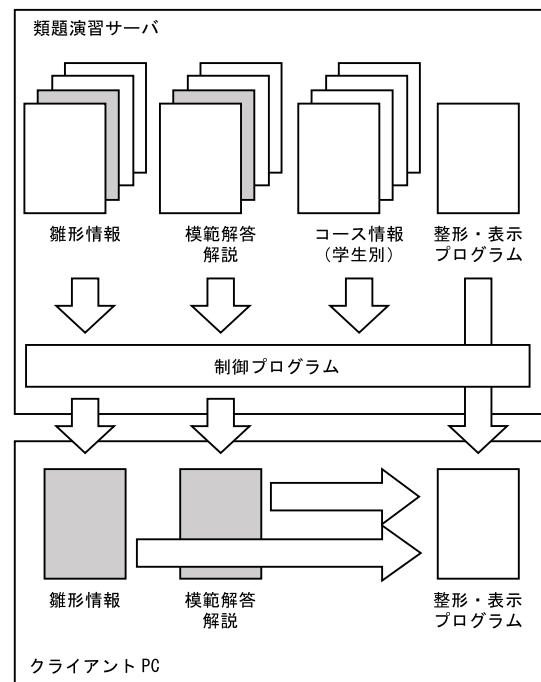 類題演習サーバ
雛形情報
模範解答
解説
コース情報
(学生別)
整形・表示
プログラム
制御プログラム
雛形情報
模範解答
解説
整形・表示
プログラム
クライアント PC